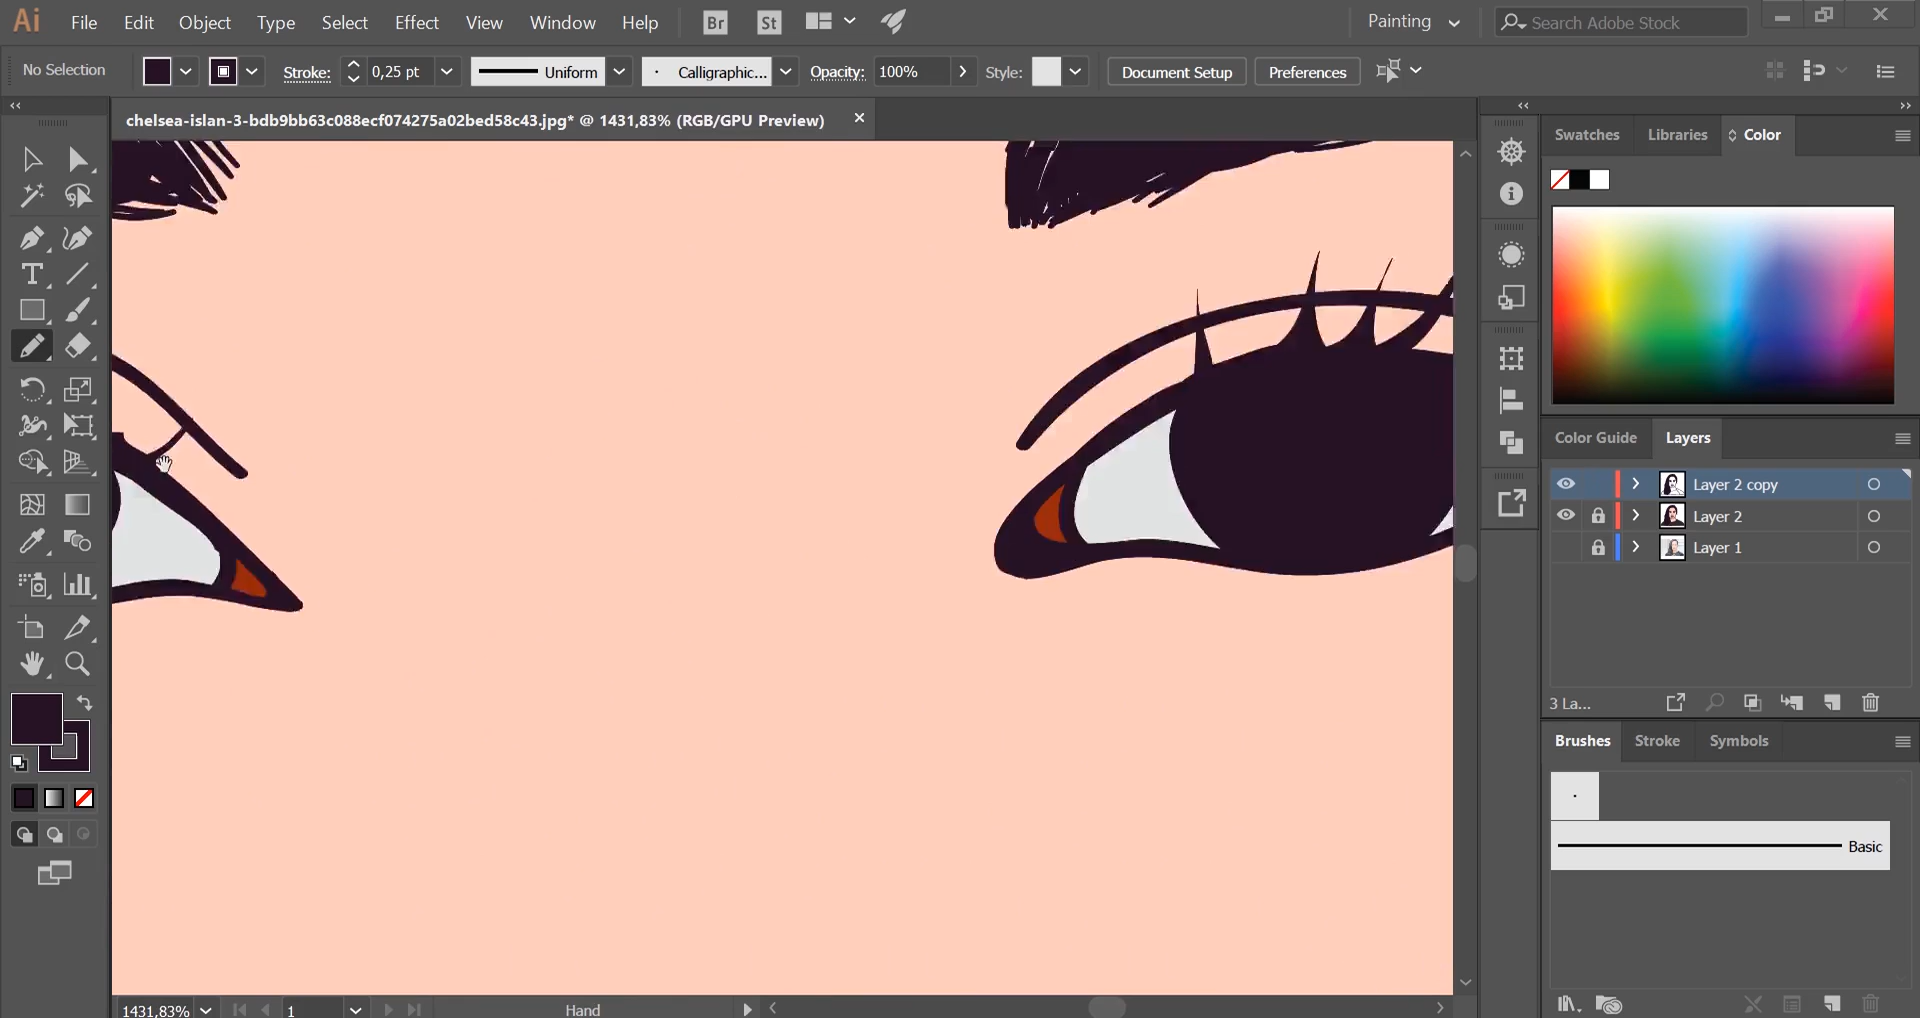 Ai File Edit Object Type Select Effect View Window Help Br St Painting Search Adobe Stock
No Selection Stroke: 0,25 pt Uniform Calligraphic... Opacity: 100% Style: Document Setup Preferences
chelsea-islan-3-bdb9bb63c088ecf074275a02bed58c43.jpg* @ 1431,83% (RGB/GPU Preview)
Swatches Libraries Color
Color Guide Layers
Layer 2 copy
Layer 2
Layer 1
3 La...
Brushes Stroke Symbols
Basic
1431,83% 1 Hand